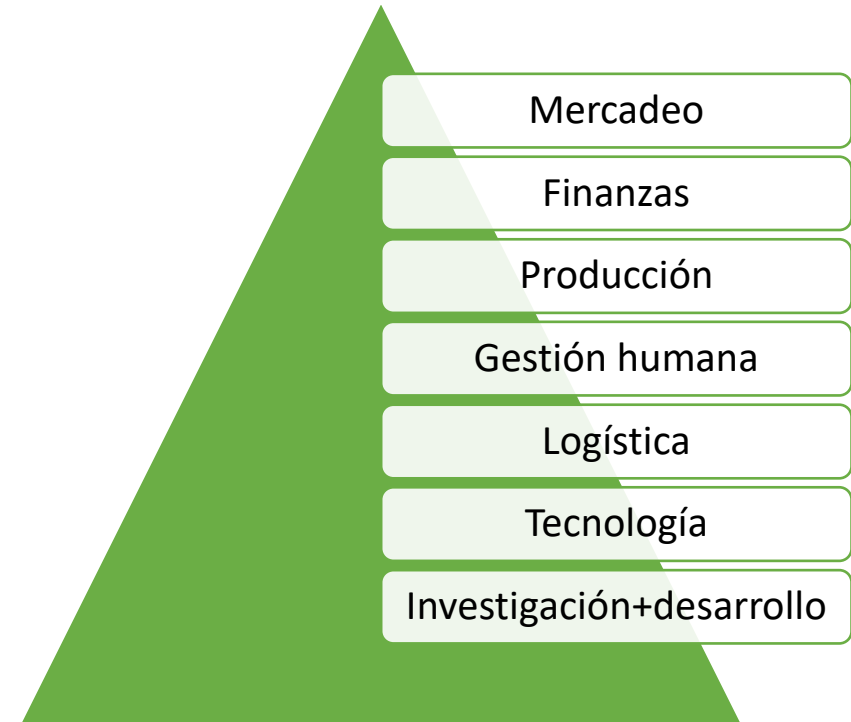 Mercadeo
Finanzas
Producción
Gestión humana
Logística
Tecnología
Investigación+desarrollo